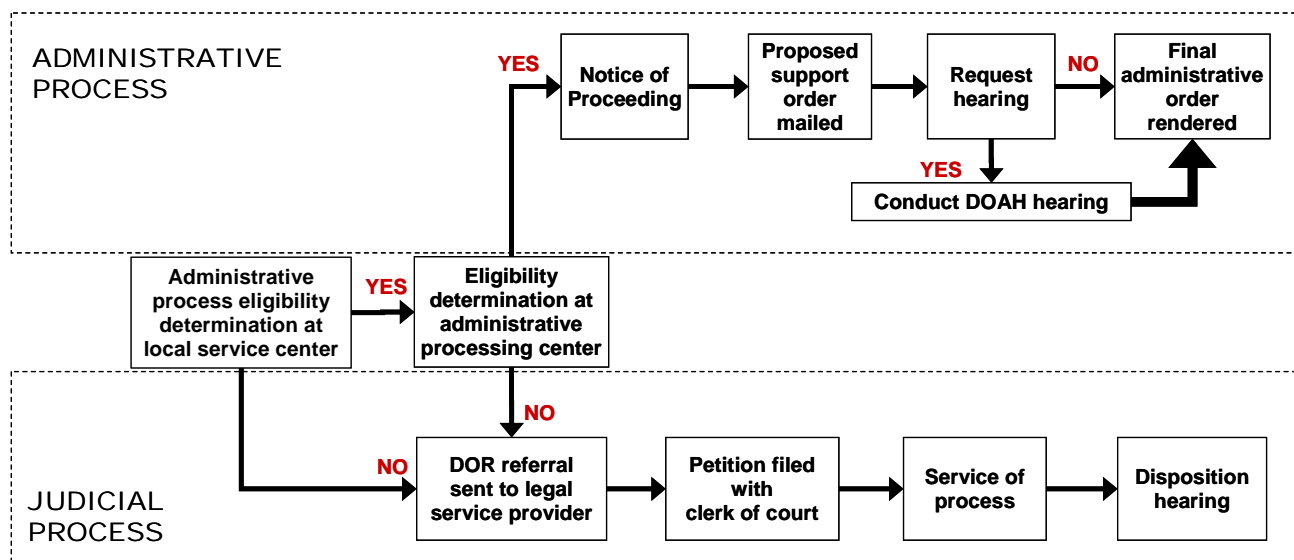 ADMINISTRATIVE
PROCESS
YES
Notice of
Proceeding
Proposed
support
order
mailed
Request
hearing
NO
Final
administrative
order
rendered
YES
Conduct DOAH hearing
Administrative
process eligibility
determination at
local service center
YES
Eligibility
determination at
administrative
processing center
NO
NO
JUDICIAL
PROCESS
DOR referral
sent to legal
service provider
Petition filed
with
clerk of court
Service of
process
Disposition
hearing